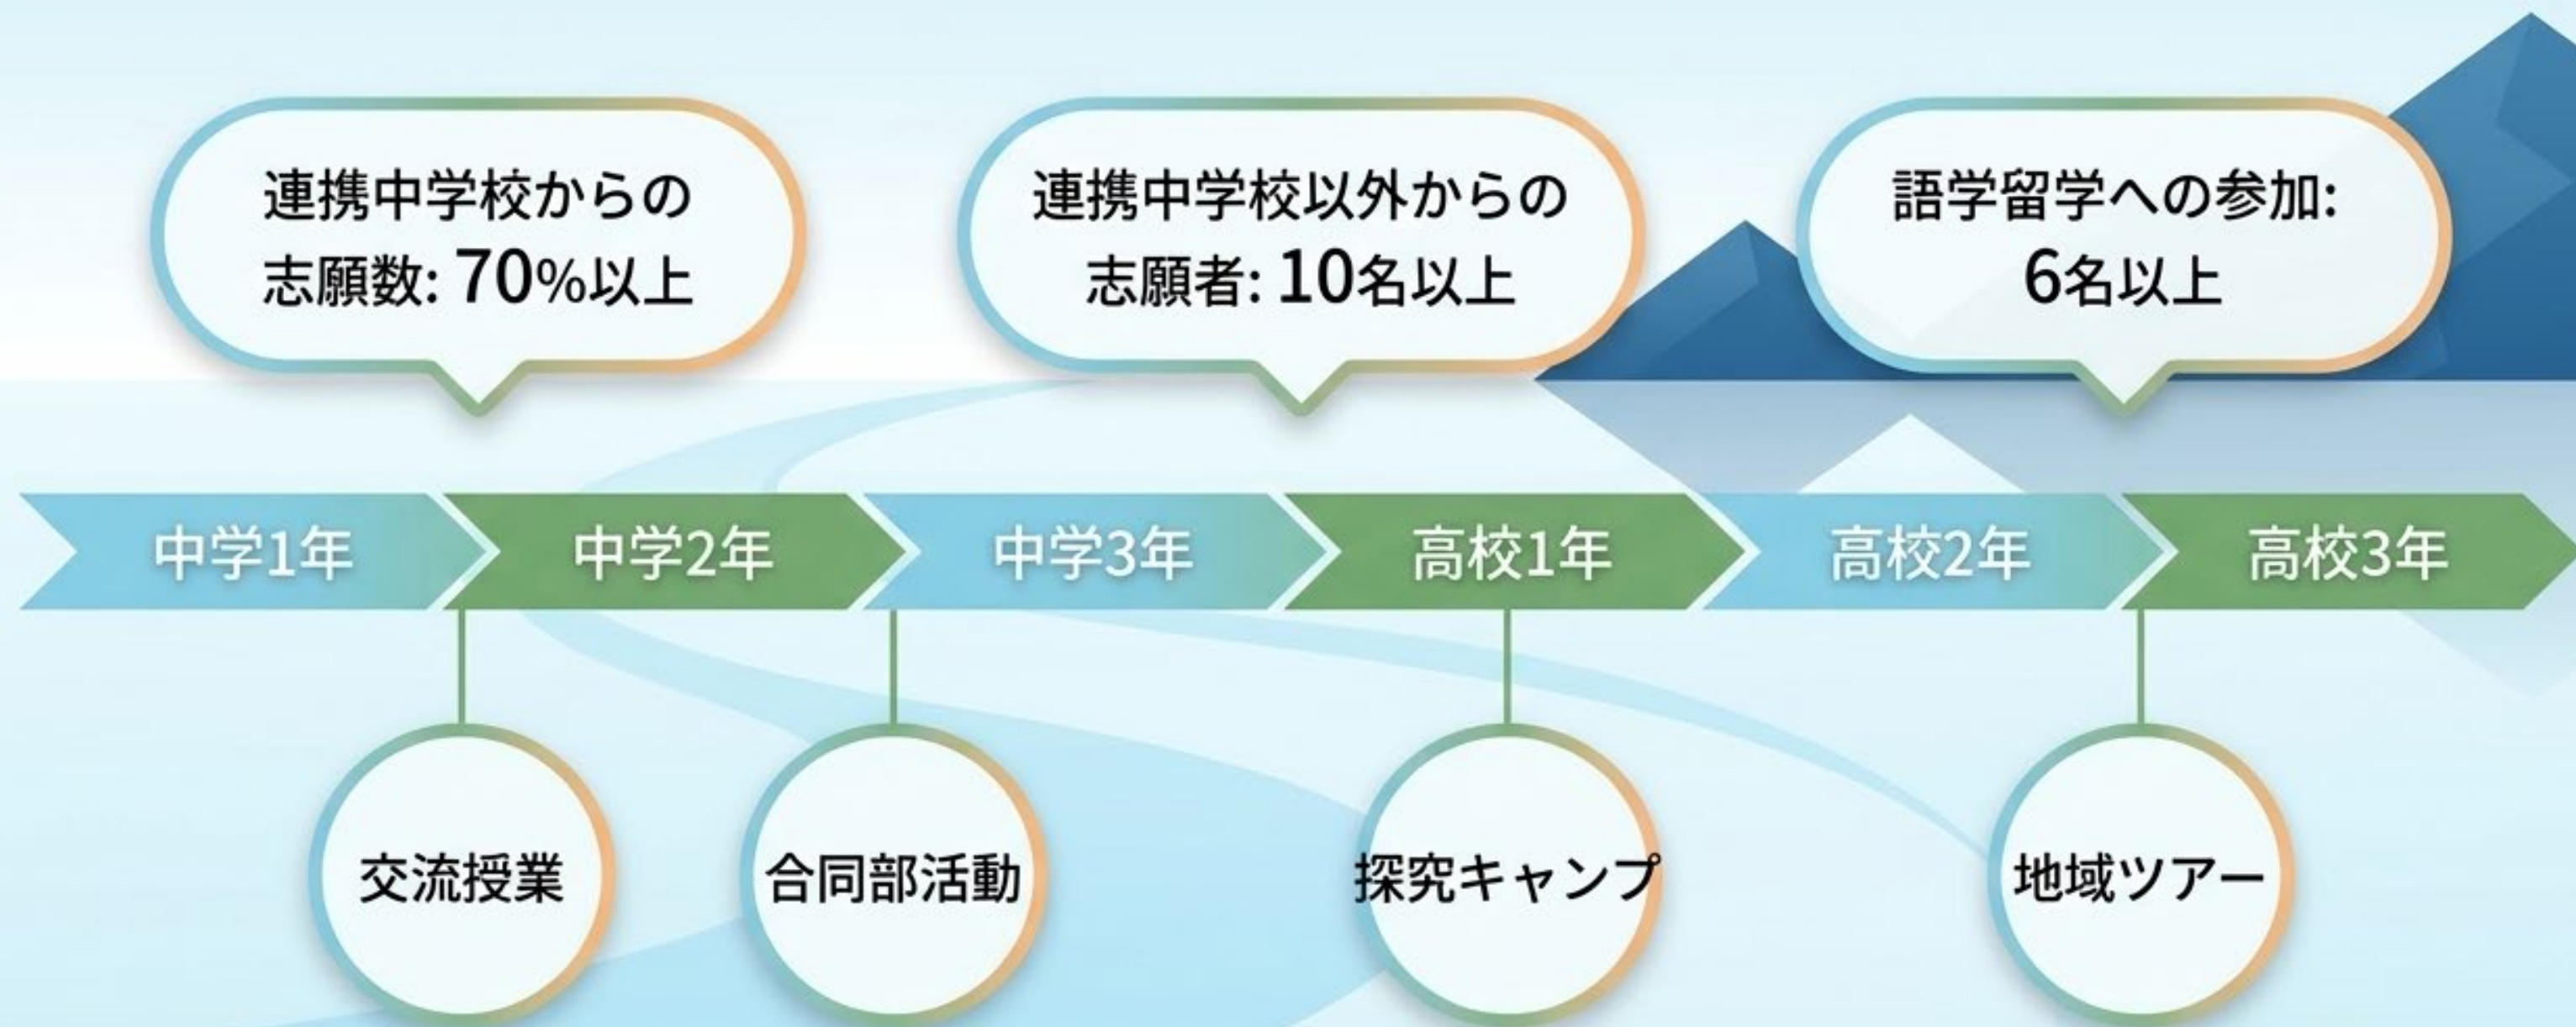 連携中学校からの
志願数: 70%以上
連携中学校以外からの
志願者: 10名以上
語学留学への参加:
6名以上
中学1年
中学2年
中学3年
高校1年
高校2年
高校3年
交流授業
合同部活動
探究キャンプ
地域ツアー